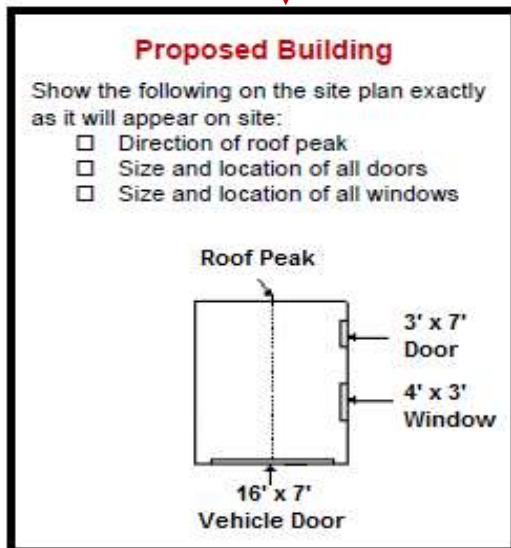 Proposed Building
Show the following on the site plan exactly
as it will appear on site:
☐ Direction of roof peak
☐ Size and location of all doors
☐ Size and location of all windows
Roof Peak
3' x 7'
Door
4' x 3'
Window
16' x 7'
Vehicle Door